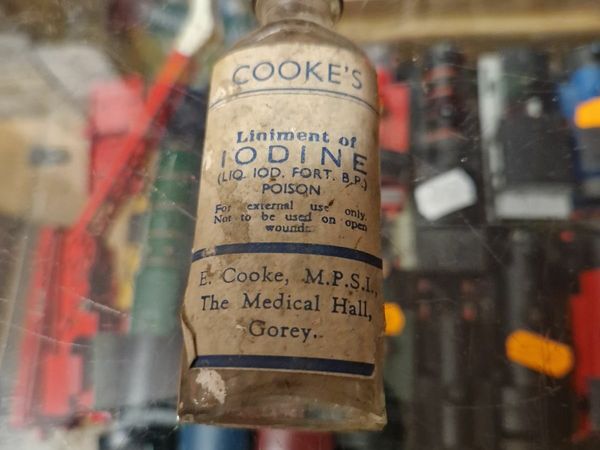 COOKE'S
Liniment of
IODINE
(LIQ. IOD. FORT. B.P.)
POISON
For external use only.
Not to be used on open
wounds.
E. Cooke, M.P.S.I.,
The Medical Hall,
Gorey.